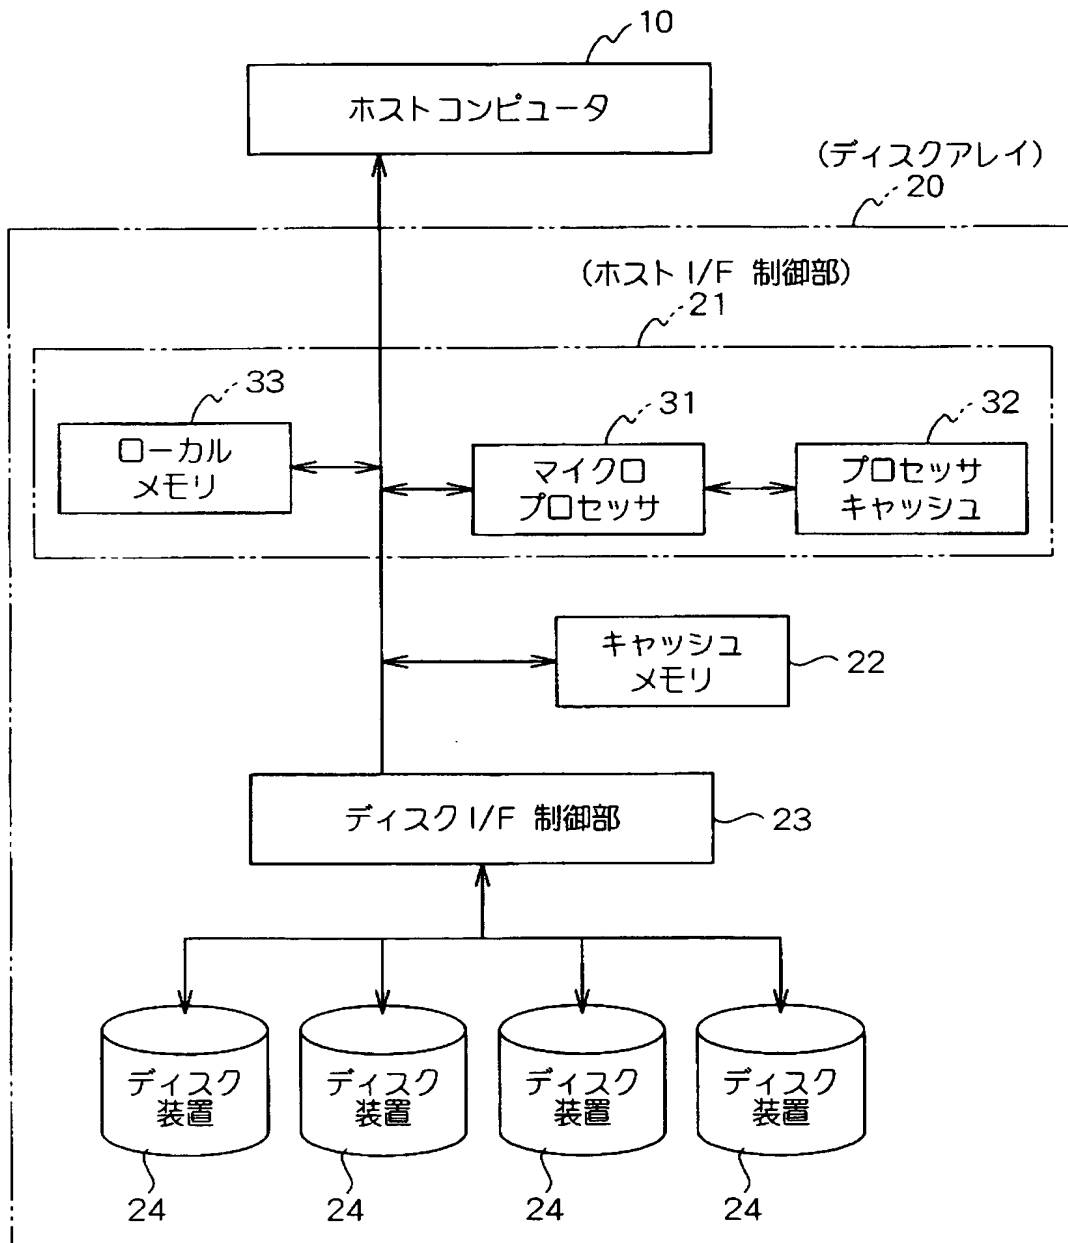 10
ホストコンピュータ
(ディスクアレイ)
20
(ホスト I/F 制御部)
21
33
31
32
ローカル
メモリ
マイクロ
プロセッサ
プロセッサ
キャッシュ
キャッシュ
メモリ
22
ディスク I/F 制御部
23
ディスク
装置
ディスク
装置
ディスク
装置
ディスク
装置
24
24
24
24